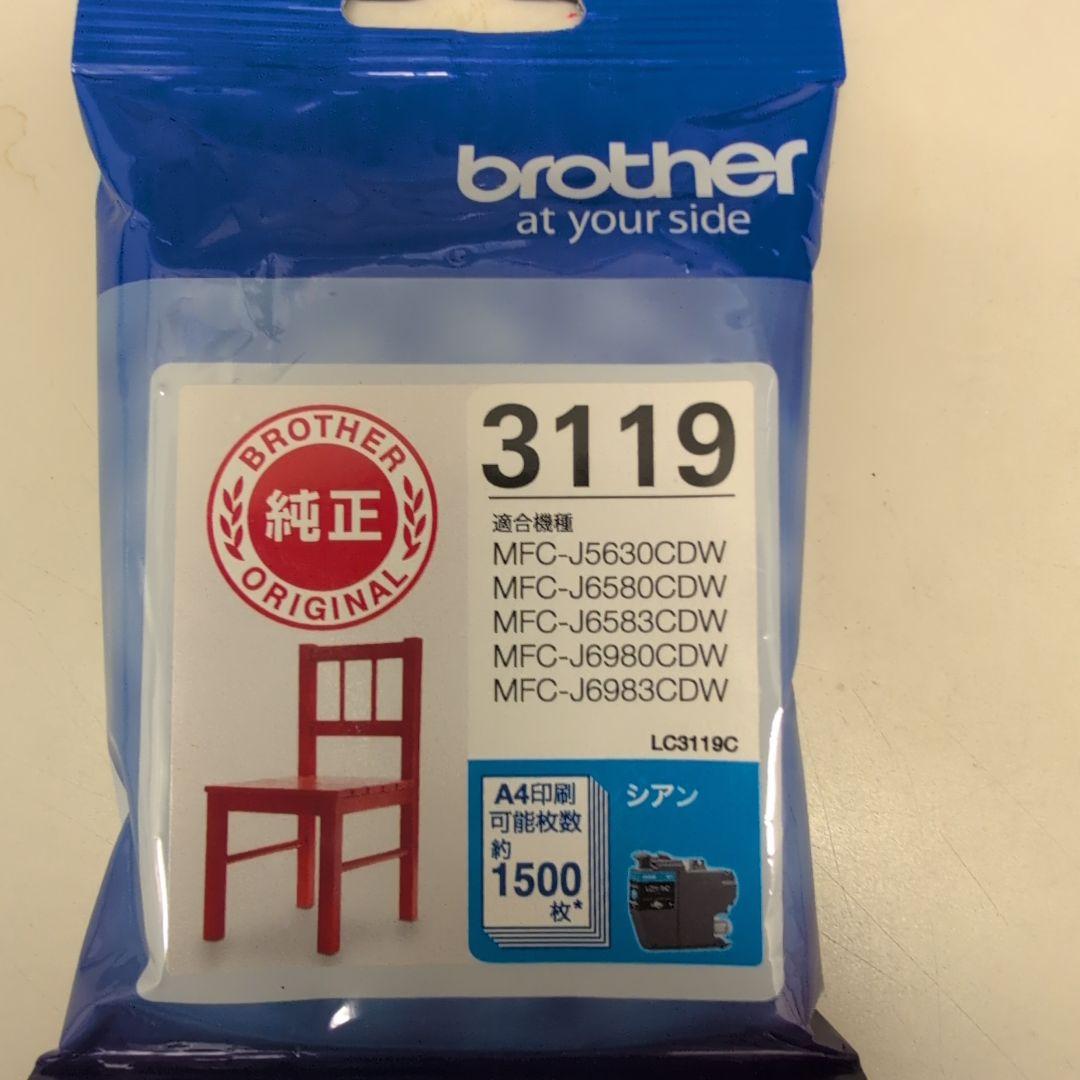 brother
at your side
BROTHER
純正
ORIGINAL
3119
適合機種
MFC-J5630CDW
MFC-J6580CDW
MFC-J6583CDW
MFC-J6980CDW
MFC-J6983CDW
LC3119C
A4印刷
可能枚数
約
1500
枚*
シアン